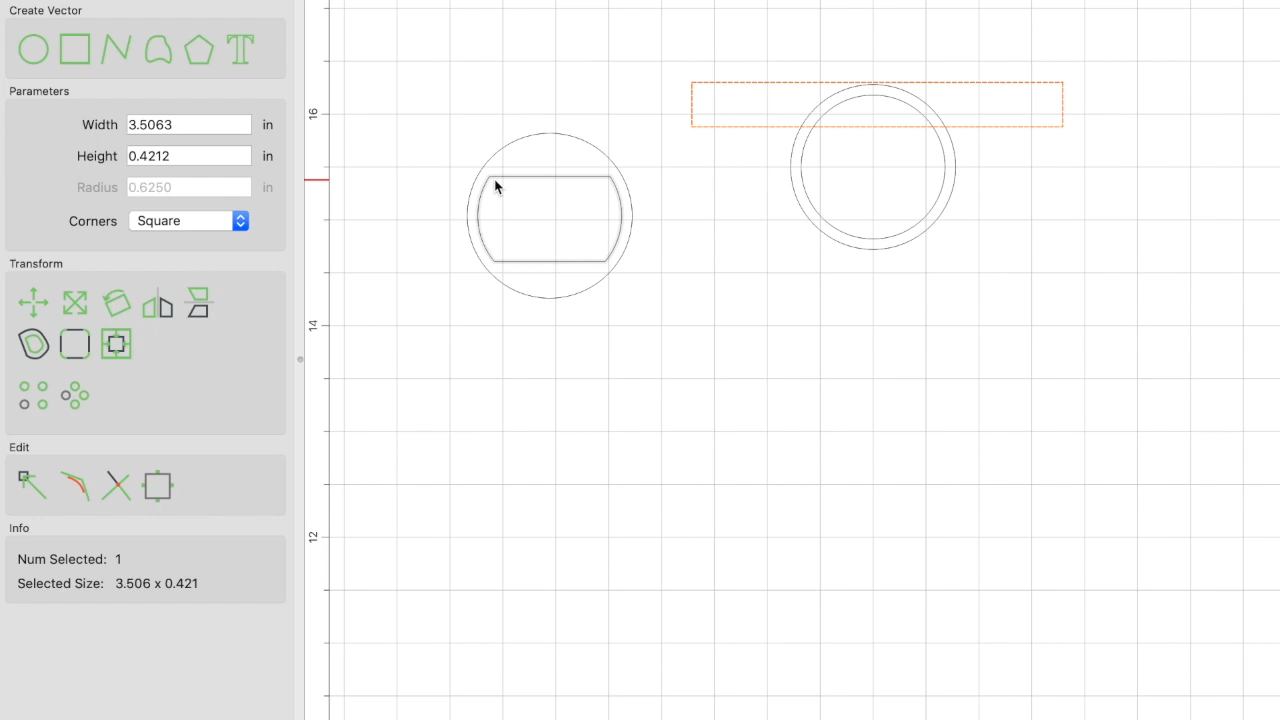 Create Vector
Parameters
Width 3.5063 in
Height 0.4212 in
Radius 0.6250 in
Corners Square
Transform
Edit
Info
Num Selected: 1
Selected Size: 3.506 x 0.421
16
14
12